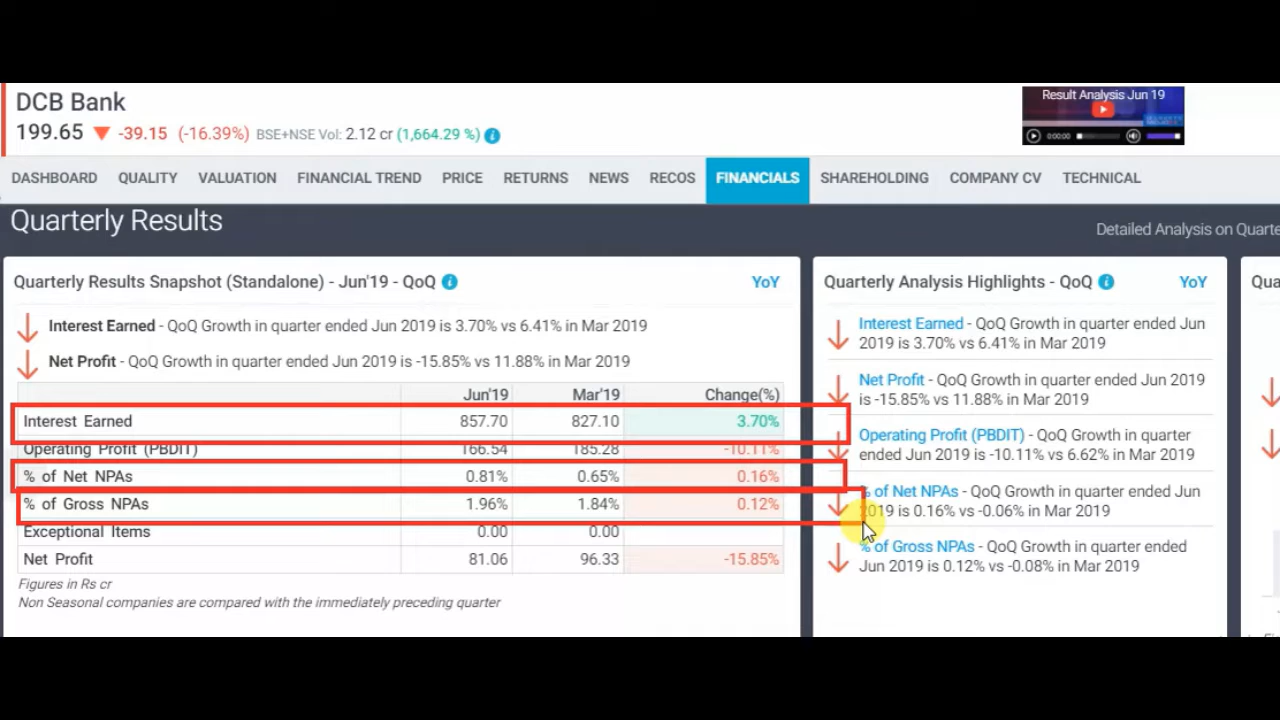 DCB Bank
199.65 -39.15 (-16.39%) BSE+NSE Vol: 2.12 cr (1,664.29 %)
Result Analysis Jun 19
0:00:00
DASHBOARD QUALITY VALUATION FINANCIAL TREND PRICE RETURNS NEWS RECOS FINANCIALS SHAREHOLDING COMPANY CV TECHNICAL
Quarterly Results
Detailed Analysis on Quarte
Quarterly Results Snapshot (Standalone) - Jun'19 - QoQ YoY
Interest Earned - QoQ Growth in quarter ended Jun 2019 is 3.70% vs 6.41% in Mar 2019
Net Profit - QoQ Growth in quarter ended Jun 2019 is -15.85% vs 11.88% in Mar 2019
Jun'19 Mar'19 Change(%)
Interest Earned 857.70 827.10 3.70%
Operating Profit (PBDIT) 166.54 185.28 -10.11%
% of Net NPAs 0.81% 0.65% 0.16%
% of Gross NPAs 1.96% 1.84% 0.12%
Exceptional Items 0.00 0.00
Net Profit 81.06 96.33 -15.85%
Figures in Rs cr
Non Seasonal companies are compared with the immediately preceding quarter
Quarterly Analysis Highlights - QoQ YoY
Interest Earned - QoQ Growth in quarter ended Jun
2019 is 3.70% vs 6.41% in Mar 2019
Net Profit - QoQ Growth in quarter ended Jun 2019
is -15.85% vs 11.88% in Mar 2019
Operating Profit (PBDIT) - QoQ Growth in quarter
ended Jun 2019 is -10.11% vs 6.62% in Mar 2019
% of Net NPAs - QoQ Growth in quarter ended Jun
2019 is 0.16% vs -0.06% in Mar 2019
% of Gross NPAs - QoQ Growth in quarter ended
Jun 2019 is 0.12% vs -0.08% in Mar 2019
Qua